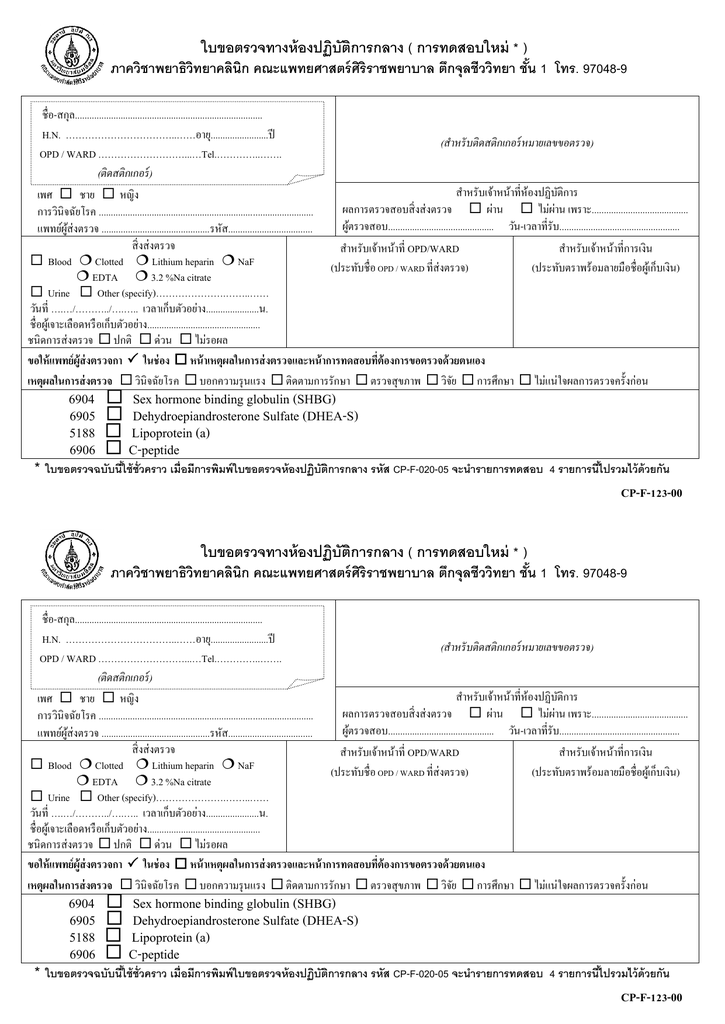 ใบขอตรวจทางห้องปฏิบัติการกลาง ( การทดสอบใหม่ * )
ภาควิชาพยาธิวิทยาคลินิก คณะแพทยศาสตร์ศิริราชพยาบาล ตึกจุลชีววิทยา ชั้น 1 โทร. 97048-9
ชื่อ-สกุล...............................................................................
H.N. ………………………………..……อายุ........................ปี
OPD / WARD ………………………..…Tel…………..…….
(ติดสติกเกอร์)
(สำหรับติดสติกเกอร์หมายเลขขอตรวจ)
เพศ ☐ ชาย ☐ หญิง
การวินิจฉัยโรค ..........................................................................................
แพทย์ผู้ส่งตรวจ ..............................................รหัส...................................
สำหรับเจ้าหน้าที่ห้องปฏิบัติการ
ผลการตรวจสอบสิ่งส่งตรวจ ☐ ผ่าน ☐ ไม่ผ่าน เพราะ........................................
ผู้ตรวจสอบ............................................. วัน-เวลาที่รับ..................................................
สิ่งส่งตรวจ
☐ Blood ❍ Clotted ❍ Lithium heparin ❍ NaF
❍ EDTA ❍ 3.2 %Na citrate
☐ Urine ☐ Other (specify)……………………..……..……
วันที่ ……./………../…….. เวลาเก็บตัวอย่าง......................น.
ชื่อผู้เจาะเลือดหรือเก็บตัวอย่าง...............................................
ชนิดการส่งตรวจ ☐ ปกติ ☐ ด่วน ☐ ไม่รอผล
สำหรับเจ้าหน้าที่ OPD/WARD
(ประทับชื่อ OPD / WARD ที่ส่งตรวจ)
สำหรับเจ้าหน้าที่การเงิน
(ประทับตราพร้อมลายมือชื่อผู้เก็บเงิน)
ขอให้แพทย์ผู้ส่งตรวจกา ✓ ในช่อง ☐ หน้าเหตุผลในการส่งตรวจและหน้าการทดสอบที่ต้องการขอตรวจด้วยตนเอง
เหตุผลในการส่งตรวจ ☐ วินิจฉัยโรค ☐ บอกความรุนแรง ☐ ติดตามการรักษา ☐ ตรวจสุขภาพ ☐ วิจัย ☐ การศึกษา ☐ ไม่แน่ใจผลการตรวจครั้งก่อน
6904 ☐ Sex hormone binding globulin (SHBG)
6905 ☐ Dehydroepiandrosterone Sulfate (DHEA-S)
5188 ☐ Lipoprotein (a)
6906 ☐ C-peptide
* ใบขอตรวจฉบับนี้ใช้ชั่วคราว เมื่อมีการพิมพ์ใบขอตรวจห้องปฏิบัติการกลาง รหัส CP-F-020-05 จะนำรายการทดสอบ 4 รายการนี้ไปรวมไว้ด้วยกัน
CP-F-123-00
ใบขอตรวจทางห้องปฏิบัติการกลาง ( การทดสอบใหม่ * )
ภาควิชาพยาธิวิทยาคลินิก คณะแพทยศาสตร์ศิริราชพยาบาล ตึกจุลชีววิทยา ชั้น 1 โทร. 97048-9
ชื่อ-สกุล...............................................................................
H.N. ………………………………..……อายุ........................ปี
OPD / WARD ………………………..…Tel…………..…….
(ติดสติกเกอร์)
(สำหรับติดสติกเกอร์หมายเลขขอตรวจ)
เพศ ☐ ชาย ☐ หญิง
การวินิจฉัยโรค ..........................................................................................
แพทย์ผู้ส่งตรวจ ..............................................รหัส...................................
สำหรับเจ้าหน้าที่ห้องปฏิบัติการ
ผลการตรวจสอบสิ่งส่งตรวจ ☐ ผ่าน ☐ ไม่ผ่าน เพราะ........................................
ผู้ตรวจสอบ............................................. วัน-เวลาที่รับ..................................................
สิ่งส่งตรวจ
☐ Blood ❍ Clotted ❍ Lithium heparin ❍ NaF
❍ EDTA ❍ 3.2 %Na citrate
☐ Urine ☐ Other (specify)……………………..……..……
วันที่ ……./………../…….. เวลาเก็บตัวอย่าง......................น.
ชื่อผู้เจาะเลือดหรือเก็บตัวอย่าง...............................................
ชนิดการส่งตรวจ ☐ ปกติ ☐ ด่วน ☐ ไม่รอผล
สำหรับเจ้าหน้าที่ OPD/WARD
(ประทับชื่อ OPD / WARD ที่ส่งตรวจ)
สำหรับเจ้าหน้าที่การเงิน
(ประทับตราพร้อมลายมือชื่อผู้เก็บเงิน)
ขอให้แพทย์ผู้ส่งตรวจกา ✓ ในช่อง ☐ หน้าเหตุผลในการส่งตรวจและหน้าการทดสอบที่ต้องการขอตรวจด้วยตนเอง
เหตุผลในการส่งตรวจ ☐ วินิจฉัยโรค ☐ บอกความรุนแรง ☐ ติดตามการรักษา ☐ ตรวจสุขภาพ ☐ วิจัย ☐ การศึกษา ☐ ไม่แน่ใจผลการตรวจครั้งก่อน
6904 ☐ Sex hormone binding globulin (SHBG)
6905 ☐ Dehydroepiandrosterone Sulfate (DHEA-S)
5188 ☐ Lipoprotein (a)
6906 ☐ C-peptide
* ใบขอตรวจฉบับนี้ใช้ชั่วคราว เมื่อมีการพิมพ์ใบขอตรวจห้องปฏิบัติการกลาง รหัส CP-F-020-05 จะนำรายการทดสอบ 4 รายการนี้ไปรวมไว้ด้วยกัน
CP-F-123-00